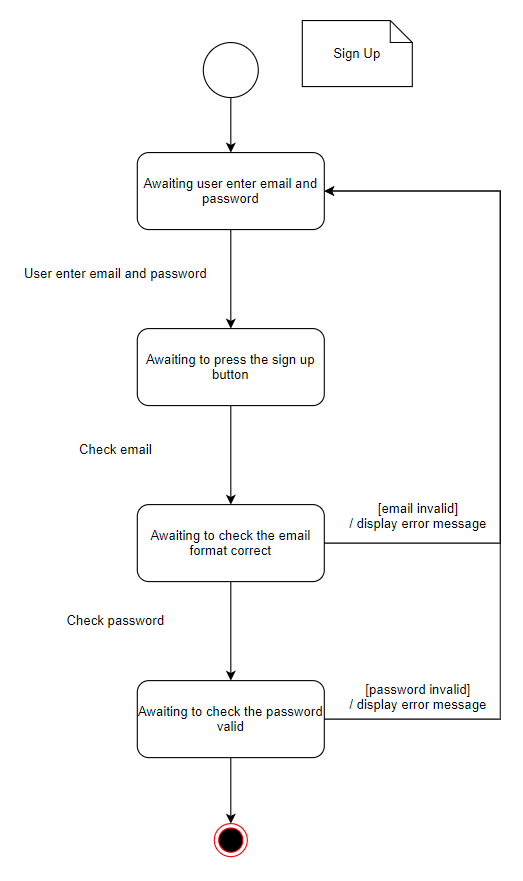 Sign Up
Awaiting user enter email and
password
User enter email and password
Awaiting to press the sign up
button
Check email
[email invalid]
/ display error message
Awaiting to check the email
format correct
Check password
[password invalid]
/ display error message
Awaiting to check the password
valid